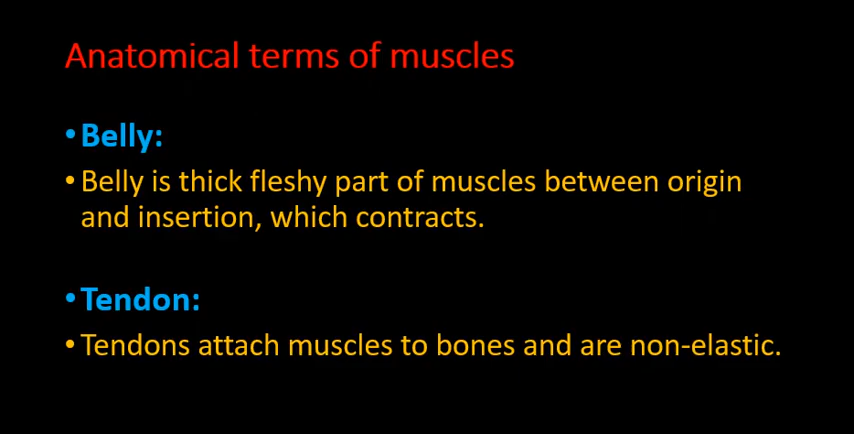 Anatomical terms of muscles
•Belly:
•Belly is thick fleshy part of muscles between origin
and insertion, which contracts.
•Tendon:
•Tendons attach muscles to bones and are non-elastic.